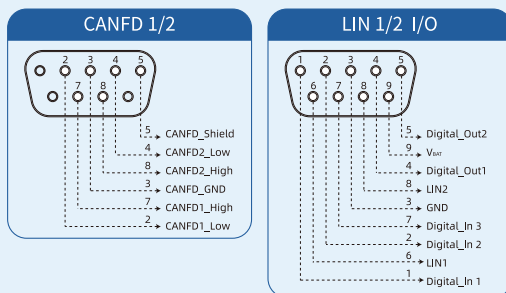 CANFD 1/2
2 3 4 5
7 8
5 CANFD_Shield
4 CANFD2_Low
8 CANFD2_High
3 CANFD_GND
7 CANFD1_High
2 CANFD1_Low
LIN 1/2 I/O
1 2 3 4 5
6 7 8 9
5 Digital_Out2
9 VBAT
4 Digital_Out1
8 LIN2
3 GND
7 Digital_In 3
2 Digital_In 2
6 LIN1
1 Digital_In 1